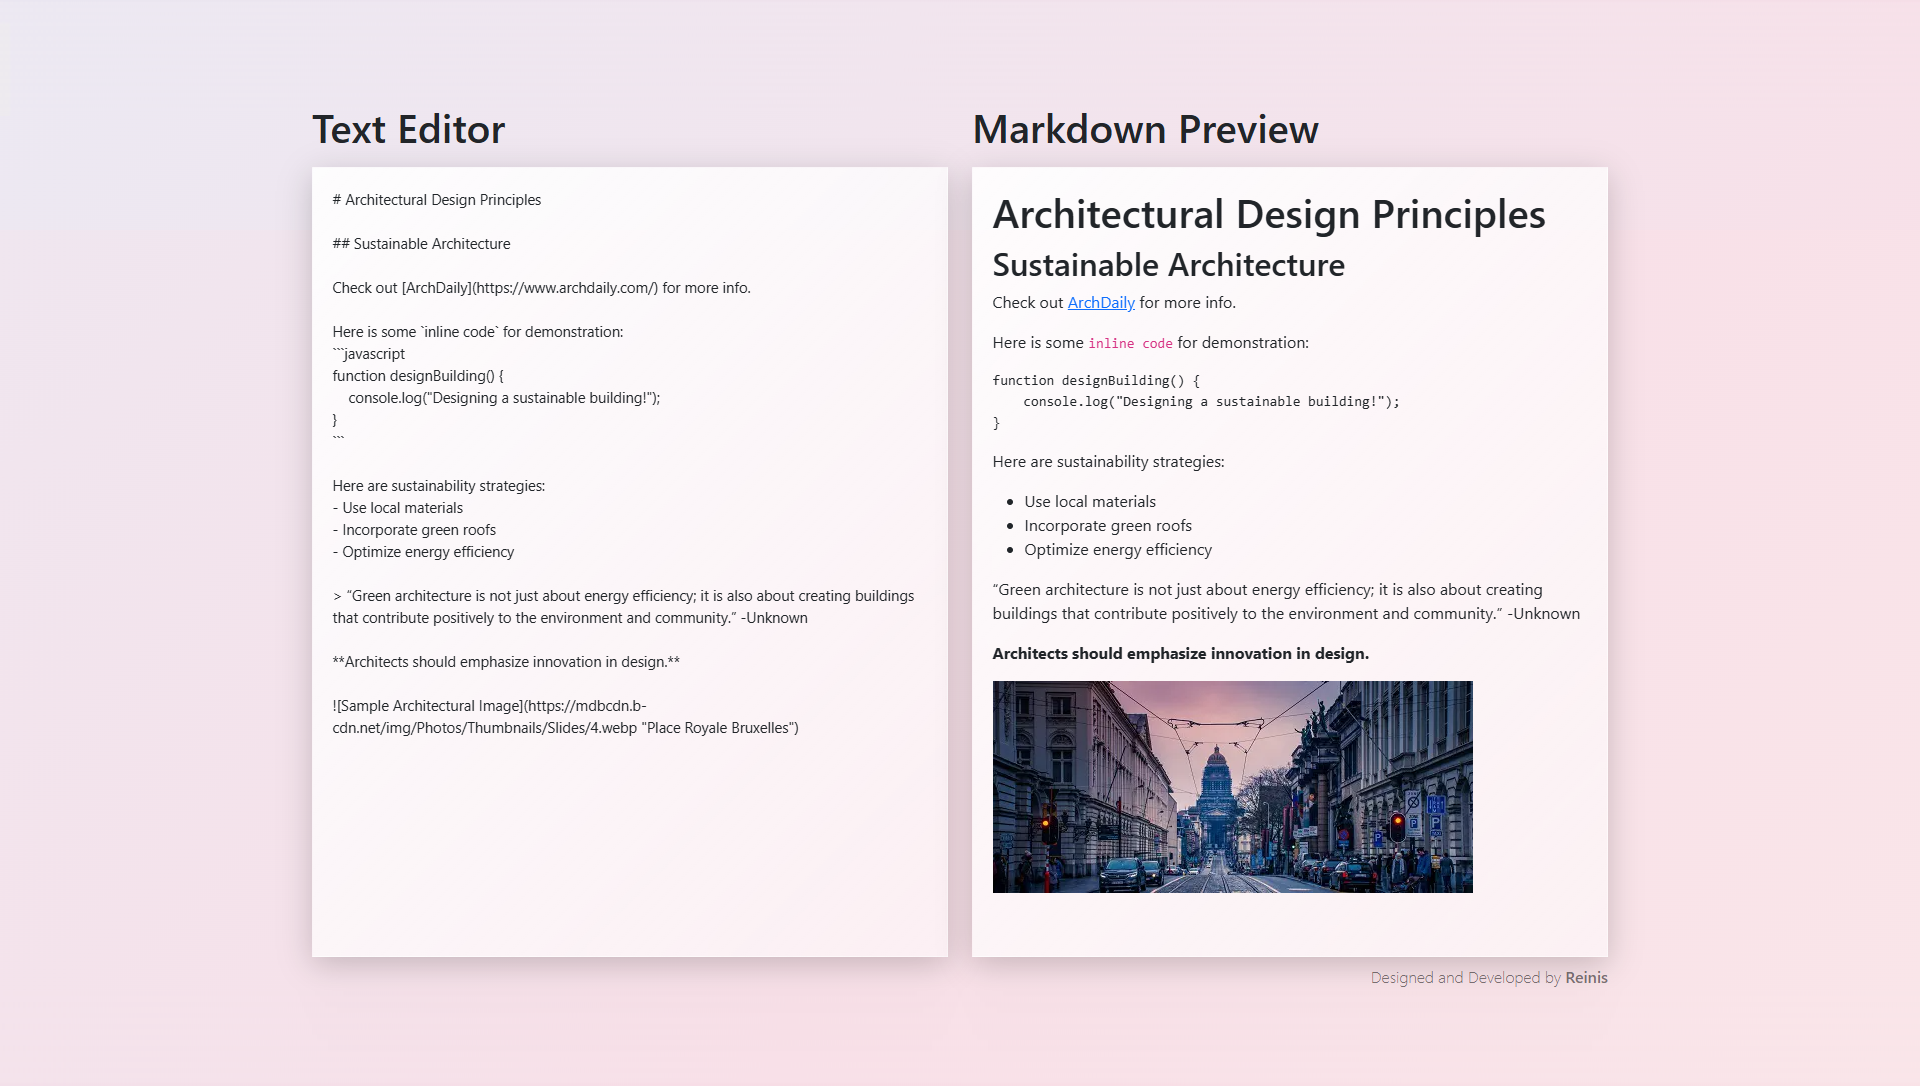 Text Editor
# Architectural Design Principles
## Sustainable Architecture
Check out [ArchDaily](https://www.archdaily.com/) for more info.
Here is some `inline code` for demonstration:
```javascript
function designBuilding() {
    console.log("Designing a sustainable building!");
}
```
Here are sustainability strategies:
- Use local materials
- Incorporate green roofs
- Optimize energy efficiency
> “Green architecture is not just about energy efficiency; it is also about creating buildings
that contribute positively to the environment and community.” -Unknown
**Architects should emphasize innovation in design.**
![Sample Architectural Image](https://mdbcdn.b-
cdn.net/img/Photos/Thumbnails/Slides/4.webp "Place Royale Bruxelles")
Markdown Preview
Architectural Design Principles
Sustainable Architecture
Check out ArchDaily for more info.
Here is some inline code for demonstration:
function designBuilding() {
    console.log("Designing a sustainable building!");
}
Here are sustainability strategies:
• Use local materials
• Incorporate green roofs
• Optimize energy efficiency
“Green architecture is not just about energy efficiency; it is also about creating
buildings that contribute positively to the environment and community.” -Unknown
Architects should emphasize innovation in design.
P
P
P
Designed and Developed by Reinis